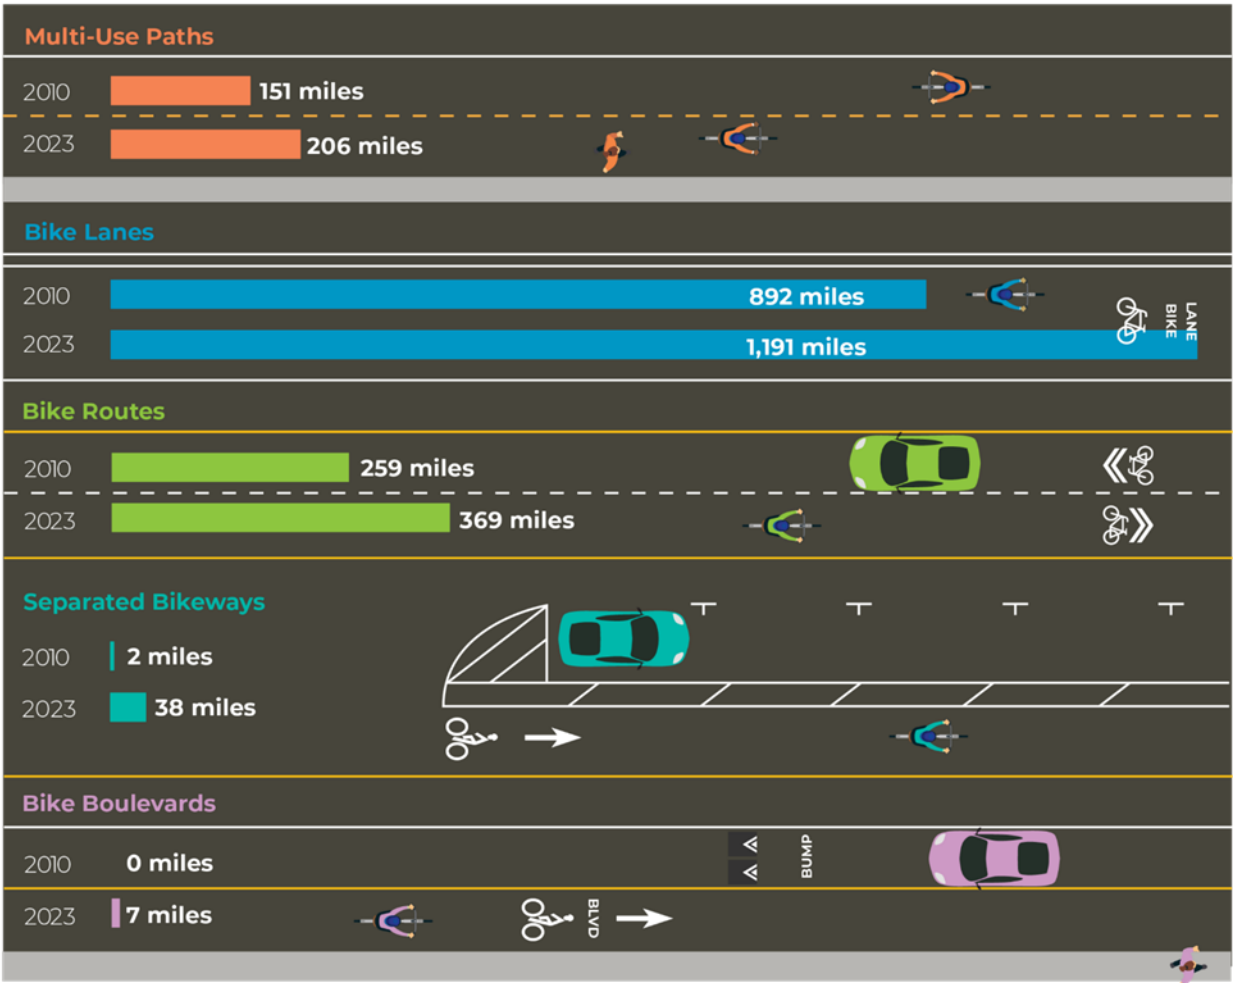 Multi-Use Paths
2010 151 miles
2023 206 miles
Bike Lanes
2010 892 miles
2023 1,191 miles
BIKE LANE
Bike Routes
2010 259 miles
2023 369 miles
Separated Bikeways
2010 2 miles
2023 38 miles
Bike Boulevards
2010 0 miles BUMP
2023 7 miles BLVD